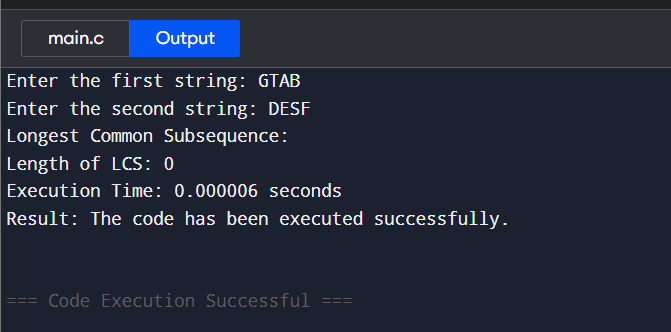 main.c Output
Enter the first string: GTAB
Enter the second string: DESF
Longest Common Subsequence:
Length of LCS: 0
Execution Time: 0.000006 seconds
Result: The code has been executed successfully.
=== Code Execution Successful ===